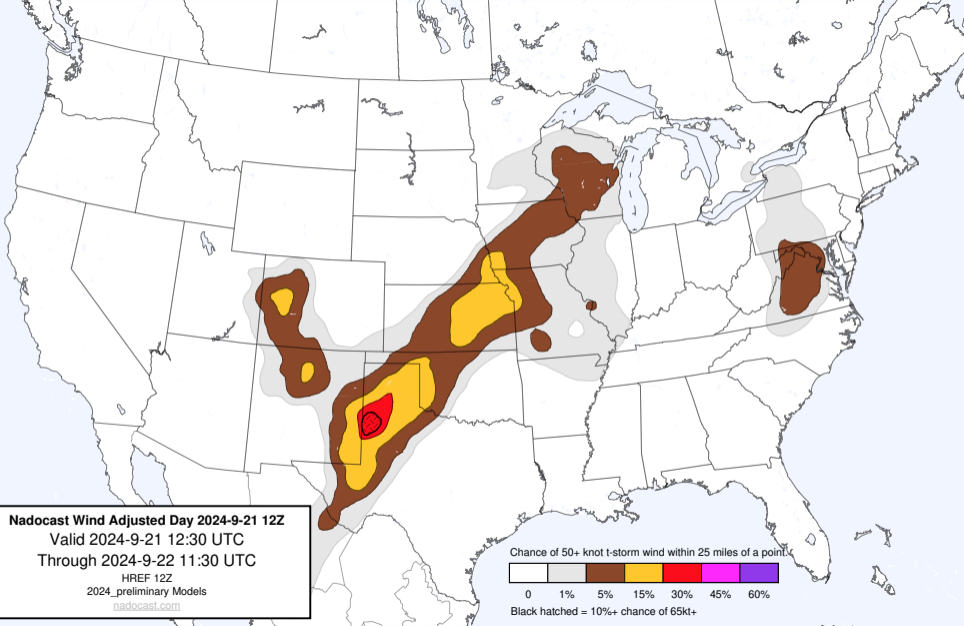 Nadocast Wind Adjusted Day 2024-9-21 12Z
Valid 2024-9-21 12:30 UTC
Through 2024-9-22 11:30 UTC
HREF 12Z
2024_preliminary Models
nadocast.com
Chance of 50+ knot t-storm wind within 25 miles of a point.
0 1% 5% 15% 30% 45% 60%
Black hatched = 10%+ chance of 65kt+